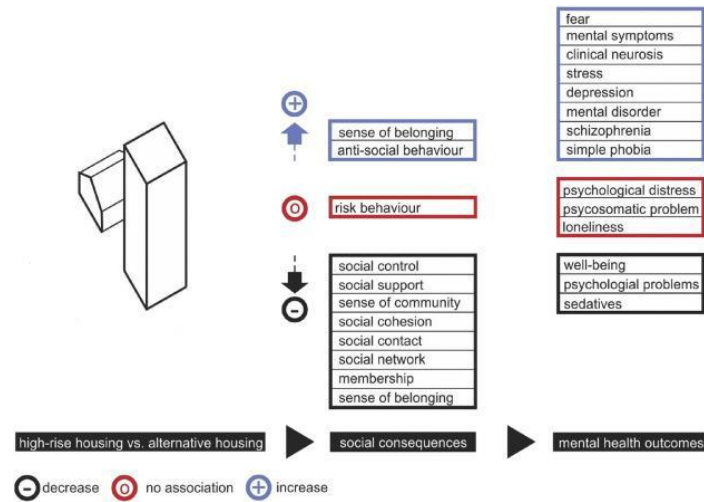 fear
mental symptoms
clinical neurosis
stress
depression
mental disorder
schizophrenia
simple phobia
+
sense of belonging
anti-social behaviour
o
risk behaviour
psychological distress
psycosomatic problem
loneliness
-
social control
social support
sense of community
social cohesion
social contact
social network
membership
sense of belonging
well-being
psychologial problems
sedatives
high-rise housing vs. alternative housing
social consequences
mental health outcomes
- decrease o no association + increase